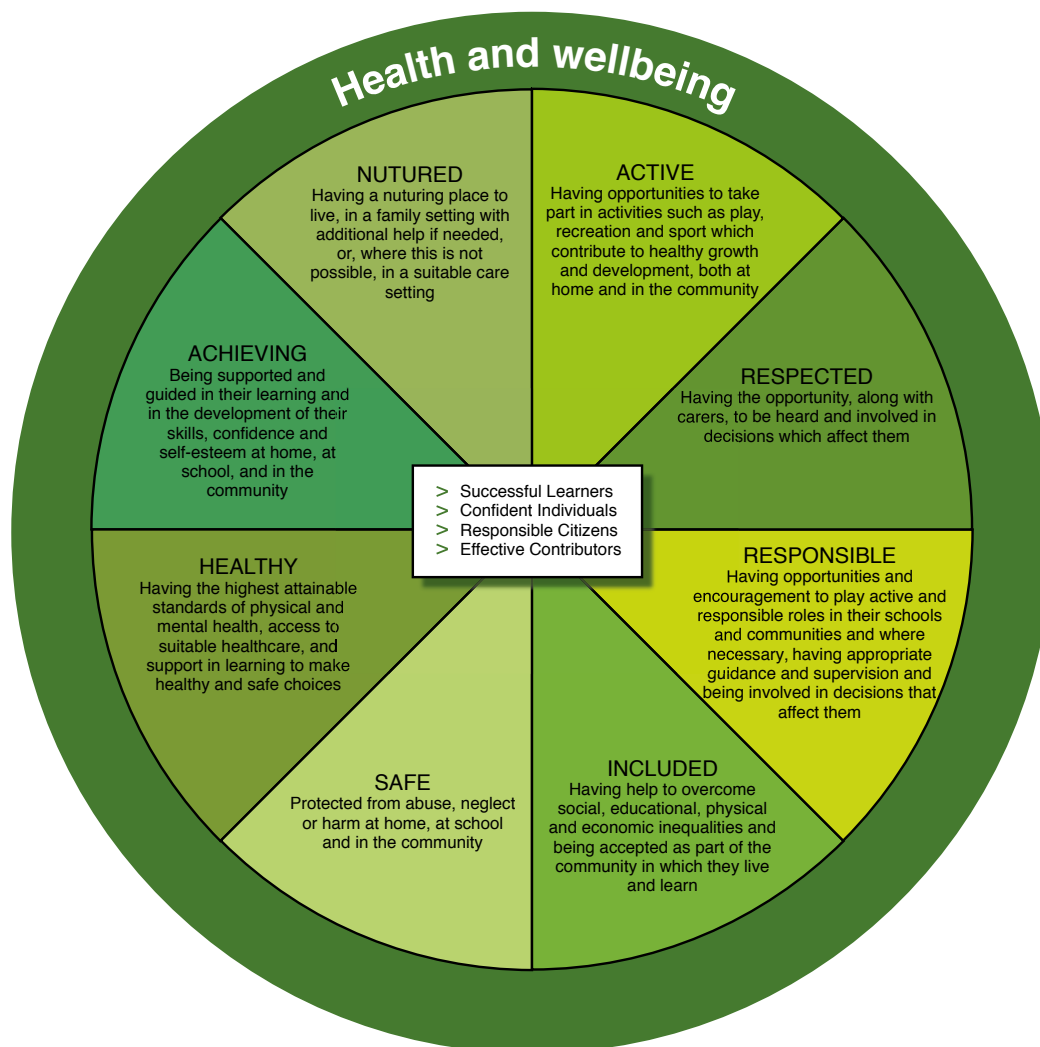 Health and wellbeing
NUTURED
Having a nuturing place to
live, in a family setting with
additional help if needed,
or, where this is not
possible, in a suitable care
setting
ACTIVE
Having opportunities to take
part in activities such as play,
recreation and sport which
contribute to healthy growth
and development, both at
home and in the community
RESPECTED
Having the opportunity, along with
carers, to be heard and involved in
decisions which affect them
RESPONSIBLE
Having opportunities and
encouragement to play active and
responsible roles in their schools
and communities and where
necessary, having appropriate
guidance and supervision and
being involved in decisions that
affect them
INCLUDED
Having help to overcome
social, educational, physical
and economic inequalities and
being accepted as part of the
community in which they live
and learn
SAFE
Protected from abuse, neglect
or harm at home, at school
and in the community
HEALTHY
Having the highest attainable
standards of physical and
mental health, access to
suitable healthcare, and
support in learning to make
healthy and safe choices
ACHIEVING
Being supported and
guided in their learning and
in the development of their
skills, confidence and
self-esteem at home, at
school, and in the
community
> Successful Learners
> Confident Individuals
> Responsible Citizens
> Effective Contributors